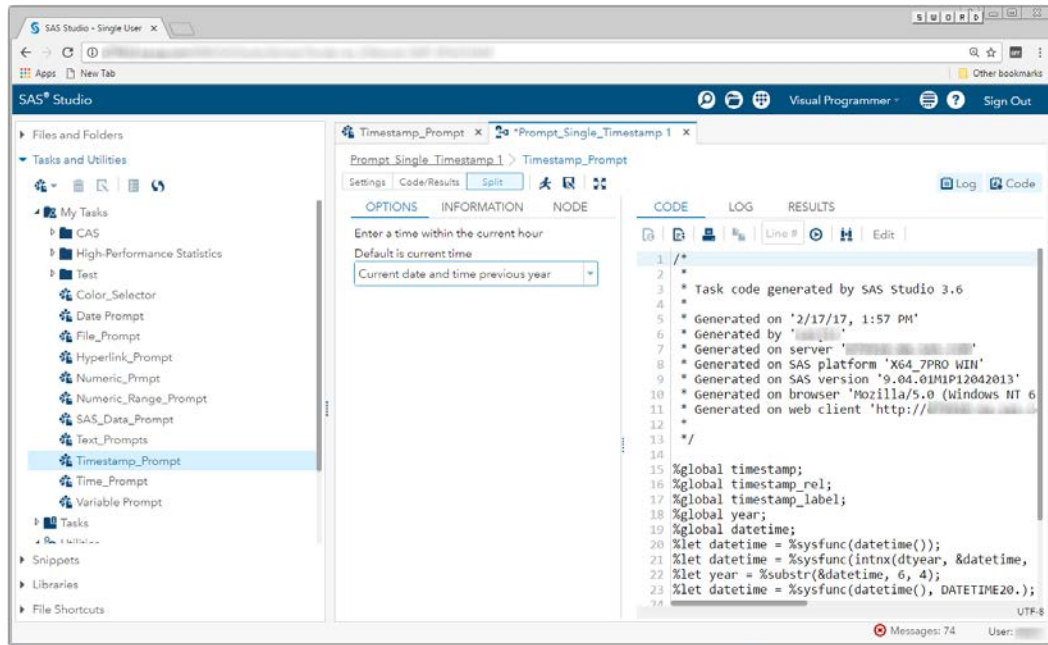 SWORD
SAS Studio - Single User
Apps New Tab Other bookmarks
SAS® Studio Visual Programmer Sign Out
Files and Folders
Tasks and Utilities
My Tasks
CAS
High-Performance Statistics
Test
Color_Selector
Date Prompt
File_Prompt
Hyperlink_Prompt
Numeric_Prmpt
Numeric_Range_Prompt
SAS_Data_Prompt
Text_Prompts
Timestamp_Prompt
Time_Prompt
Variable Prompt
Tasks
Snippets
Libraries
File Shortcuts
Timestamp_Prompt *Prompt_Single_Timestamp 1
Prompt_Single_Timestamp 1 > Timestamp_Prompt
Settings Code/Results Split Log Code
OPTIONS INFORMATION NODE
Enter a time within the current hour
Default is current time
Current date and time previous year
CODE LOG RESULTS
Line # Edit
1 /*
2 *
3 * Task code generated by SAS Studio 3.6
4 *
5 * Generated on '2/17/17, 1:57 PM'
6 * Generated by '
7 * Generated on server '
8 * Generated on SAS platform 'X64_7PRO WIN'
9 * Generated on SAS version '9.04.01M1P12042013'
10 * Generated on browser 'Mozilla/5.0 (Windows NT 6
11 * Generated on web client 'http://
12 *
13 */
14
15 %global timestamp;
16 %global timestamp_rel;
17 %global timestamp_label;
18 %global year;
19 %global datetime;
20 %let datetime = %sysfunc(datetime());
21 %let datetime = %sysfunc(intnx(dtyear, &datetime,
22 %let year = %substr(&datetime, 6, 4);
23 %let datetime = %sysfunc(datetime(), DATETIME20.);
24
UTF-8
Messages: 74 User: